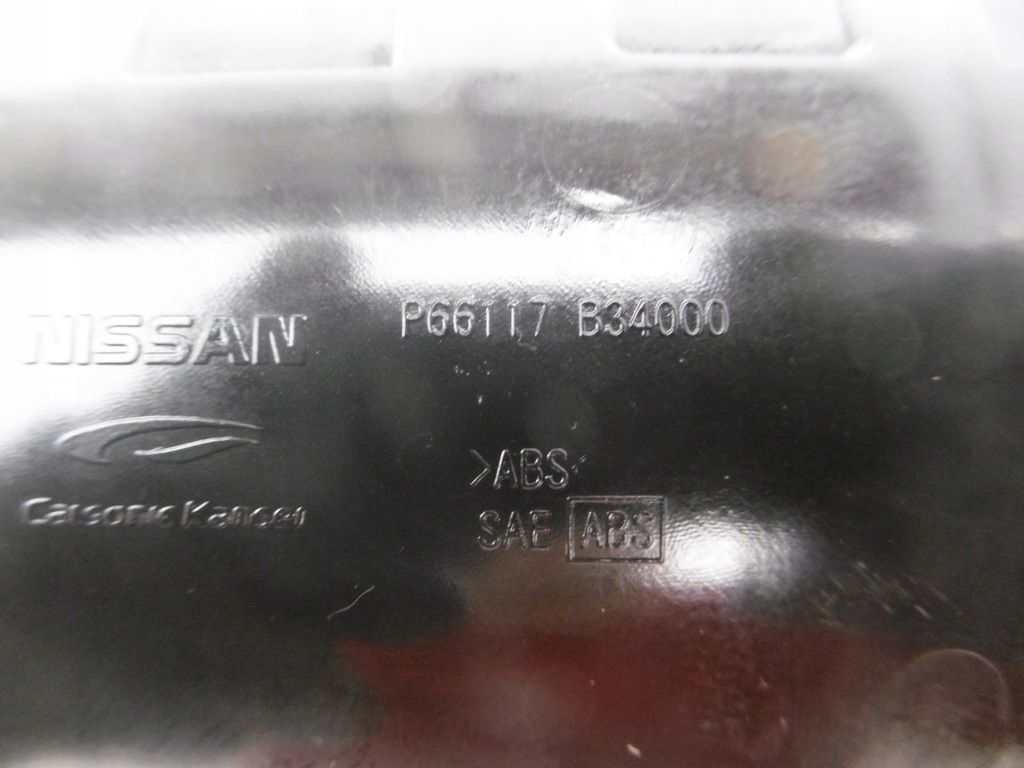 NISSAN
P66117 B34000
Calsonic Kansei
>ABS<
SAE ABS